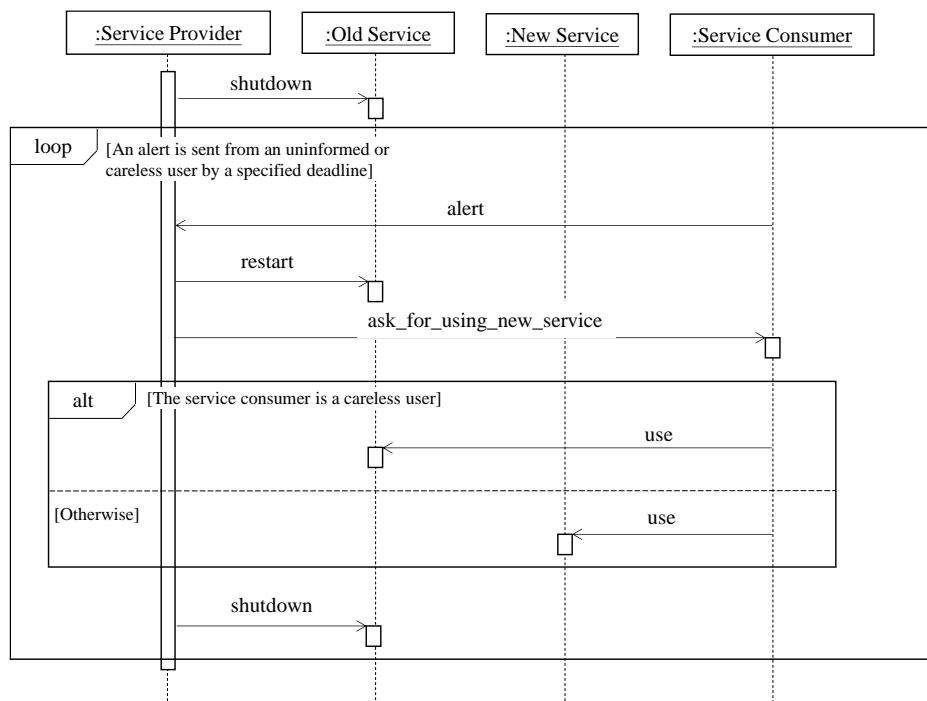 :Service Provider
:Old Service
:New Service
:Service Consumer
shutdown
loop
[An alert is sent from an uninformed or
careless user by a specified deadline]
alert
restart
ask_for_using_new_service
alt
[The service consumer is a careless user]
use
[Otherwise]
use
shutdown